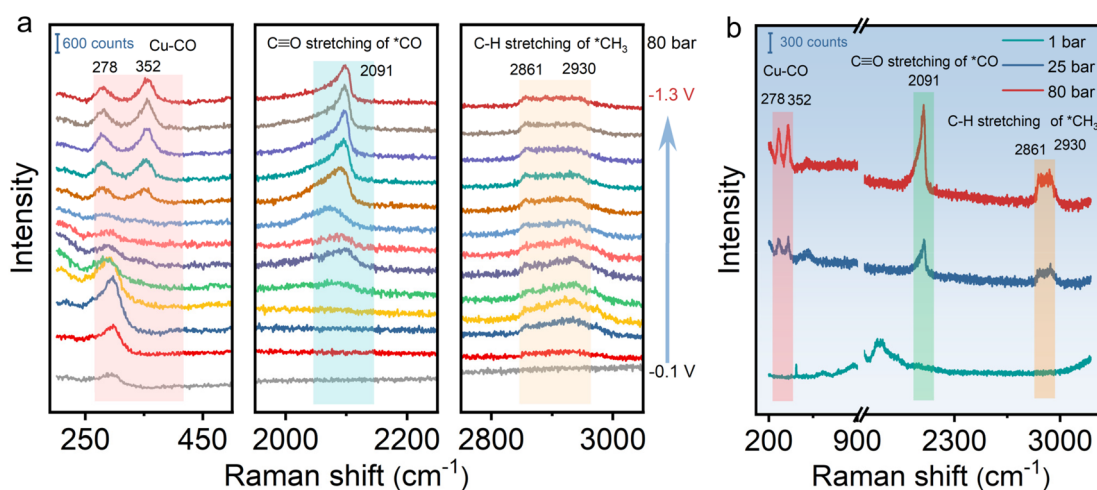 a
600 counts
Cu-CO
278 352
C≡O stretching of *CO
2091
C-H stretching of *CH3
2861 2930
80 bar
-1.3 V
-0.1 V
Intensity
250 450
2000 2200
2800 3000
Raman shift (cm-1)
b
300 counts
1 bar
25 bar
80 bar
Cu-CO
278 352
C≡O stretching of *CO
2091
C-H stretching of *CH3
2861 2930
Intensity
200 900 2300 3000
Raman shift (cm-1)